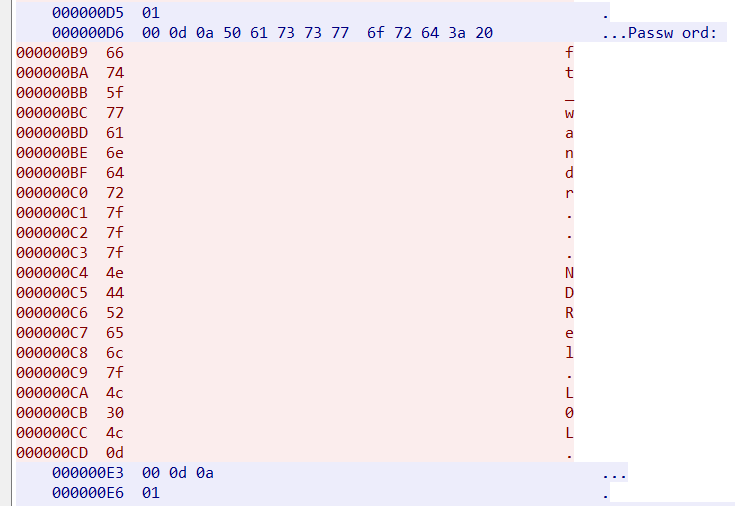 000000D5 01 .
000000D6 00 0d 0a 50 61 73 73 77 6f 72 64 3a 20 ...Passw ord: 
000000B9 66 f
000000BA 74 t
000000BB 5f _
000000BC 77 w
000000BD 61 a
000000BE 6e n
000000BF 64 d
000000C0 72 r
000000C1 7f .
000000C2 7f .
000000C3 7f .
000000C4 4e N
000000C5 44 D
000000C6 52 R
000000C7 65 e
000000C8 6c l
000000C9 7f .
000000CA 4c L
000000CB 30 0
000000CC 4c L
000000CD 0d .
000000E3 00 0d 0a ...
000000E6 01 .